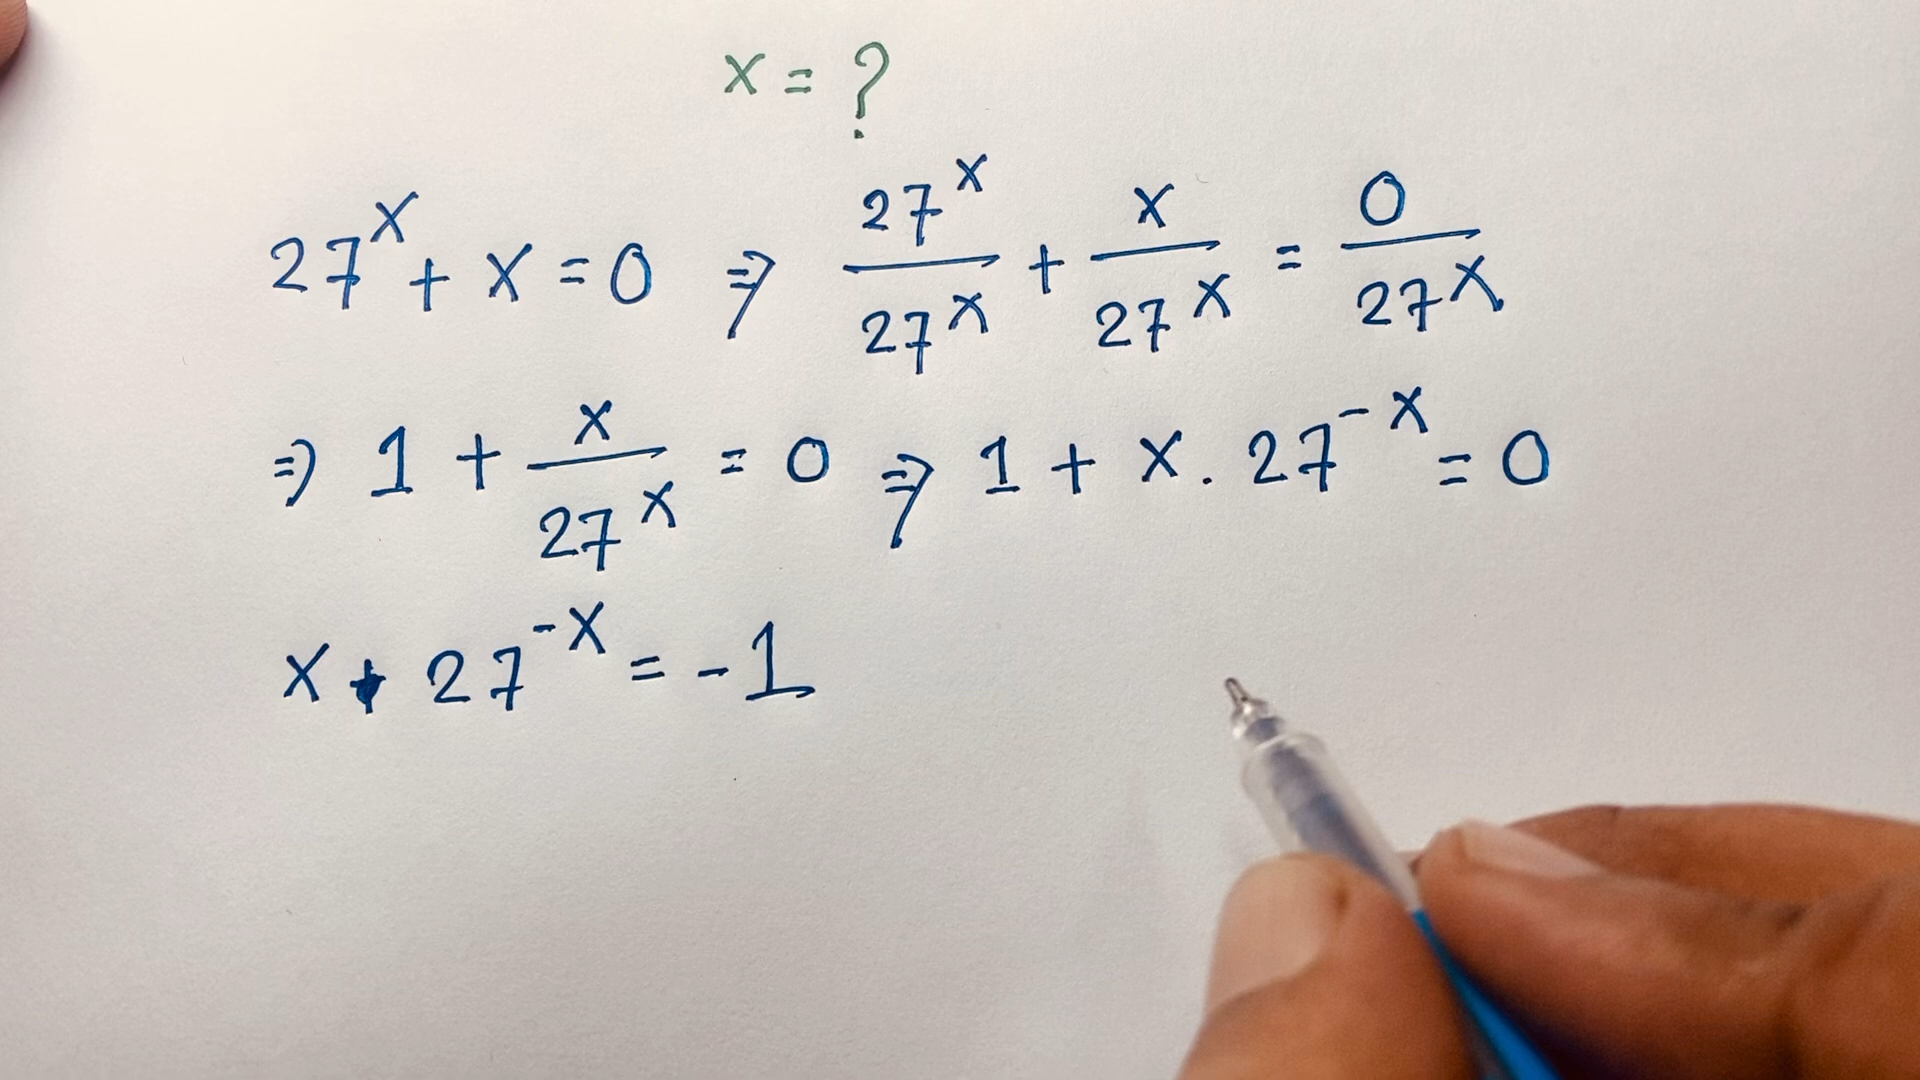 x = ?
27^x + x = 0 ⇒ 27^x/27^x + x/27^x = 0/27^x
⇒ 1 + x/27^x = 0 ⇒ 1 + x . 27^-x = 0
x · 27^-x = -1